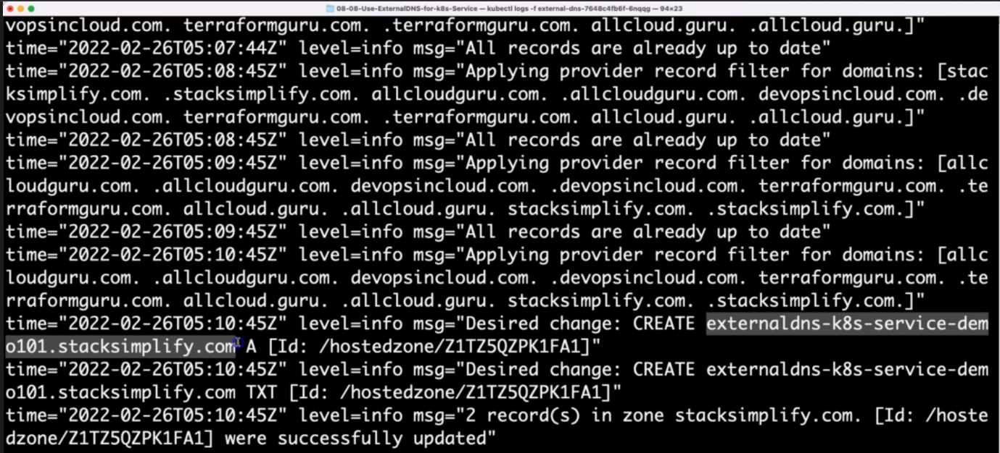 08-08-Use-ExternalDNS-for-k8s-Service — kubectl logs -f external-dns-7648c4fb6f-6nqqg — 94×23
vopsincloud.com. terraformguru.com. .terraformguru.com. allcloud.guru. .allcloud.guru.]"
time="2022-02-26T05:07:44Z" level=info msg="All records are already up to date"
time="2022-02-26T05:08:45Z" level=info msg="Applying provider record filter for domains: [stac
ksimplify.com. .stacksimplify.com. allcloudguru.com. .allcloudguru.com. devopsincloud.com. .de
vopsincloud.com. terraformguru.com. .terraformguru.com. allcloud.guru. .allcloud.guru.]"
time="2022-02-26T05:08:45Z" level=info msg="All records are already up to date"
time="2022-02-26T05:09:45Z" level=info msg="Applying provider record filter for domains: [allc
loudguru.com. .allcloudguru.com. devopsincloud.com. .devopsincloud.com. terraformguru.com. .te
rraformguru.com. allcloud.guru. .allcloud.guru. stacksimplify.com. .stacksimplify.com.]"
time="2022-02-26T05:09:45Z" level=info msg="All records are already up to date"
time="2022-02-26T05:10:45Z" level=info msg="Applying provider record filter for domains: [allc
loudguru.com. .allcloudguru.com. devopsincloud.com. .devopsincloud.com. terraformguru.com. .te
rraformguru.com. allcloud.guru. .allcloud.guru. stacksimplify.com. .stacksimplify.com.]"
time="2022-02-26T05:10:45Z" level=info msg="Desired change: CREATE externaldns-k8s-service-dem
o101.stacksimplify.com A [Id: /hostedzone/Z1TZ5QZPK1FA1]"
time="2022-02-26T05:10:45Z" level=info msg="Desired change: CREATE externaldns-k8s-service-dem
o101.stacksimplify.com TXT [Id: /hostedzone/Z1TZ5QZPK1FA1]"
time="2022-02-26T05:10:45Z" level=info msg="2 record(s) in zone stacksimplify.com. [Id: /hoste
dzone/Z1TZ5QZPK1FA1] were successfully updated"